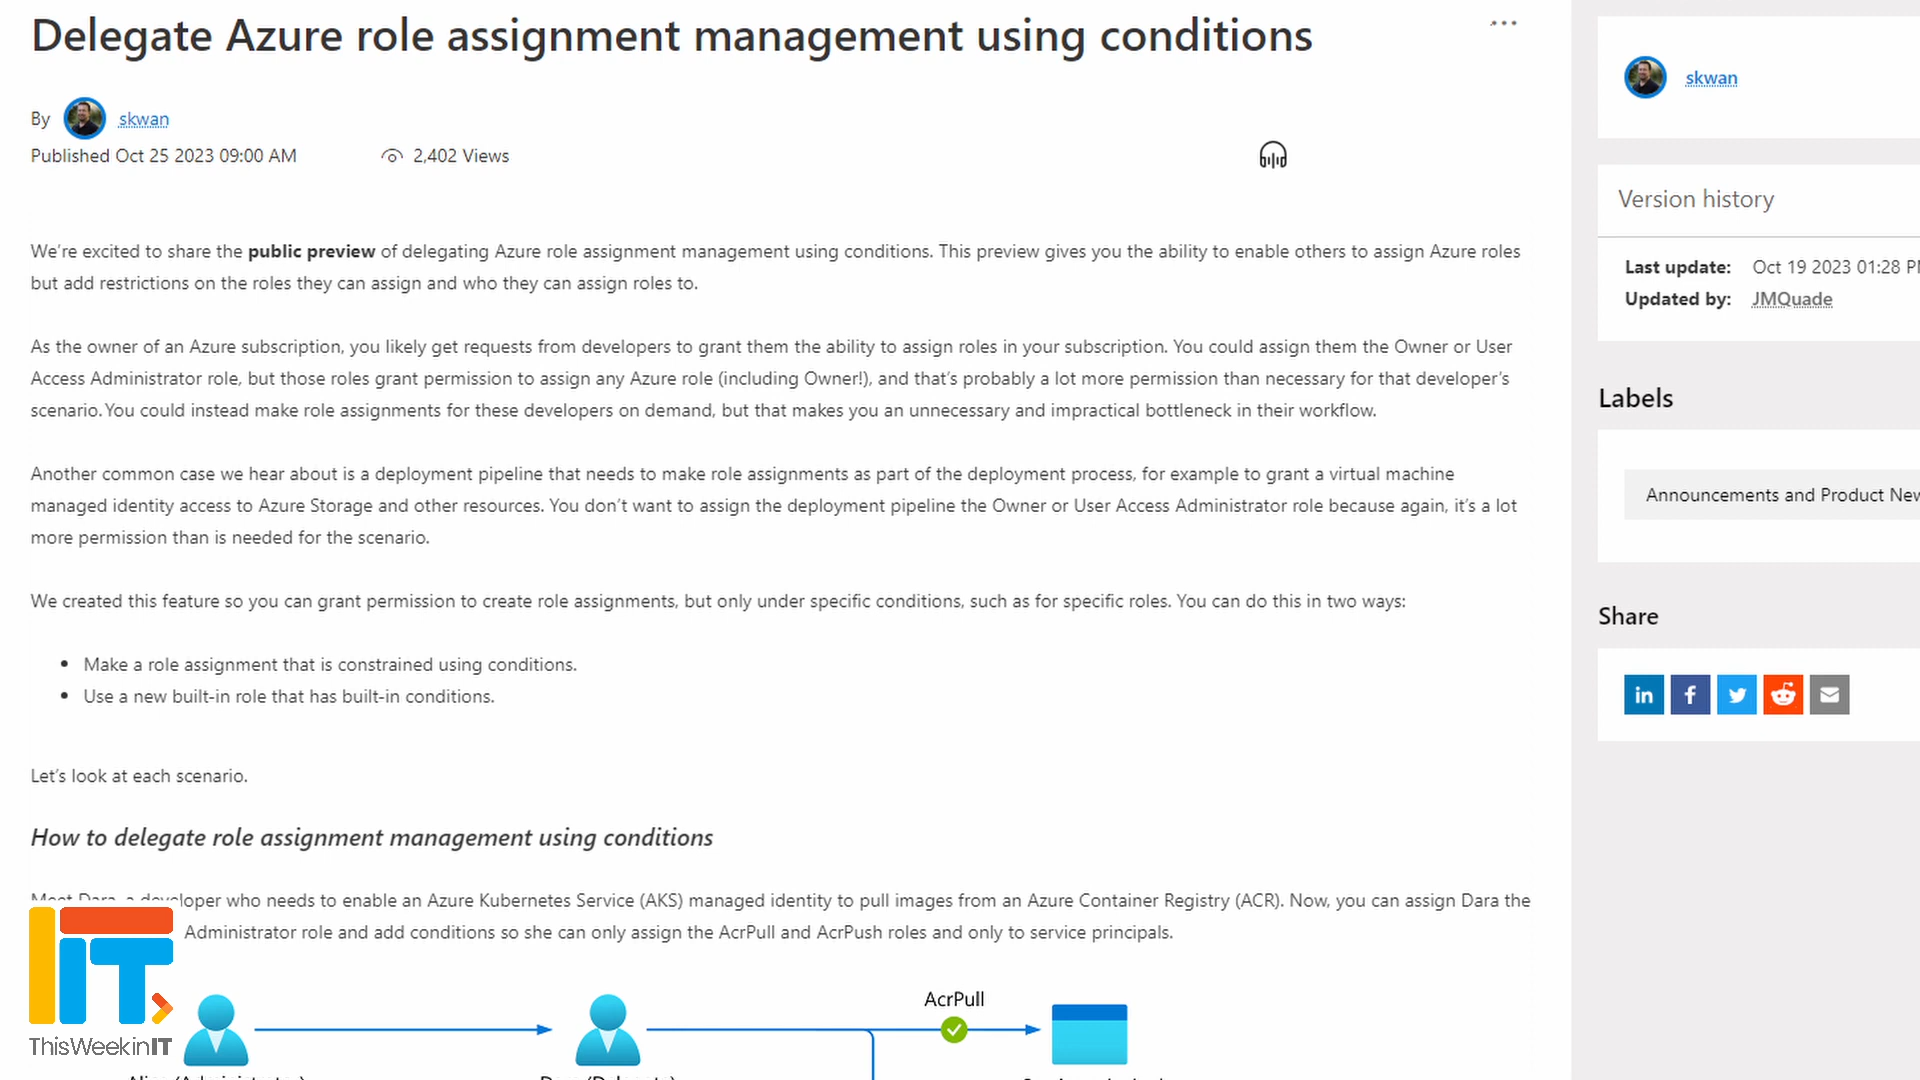 Delegate Azure role assignment management using conditions
By skwan
Published Oct 25 2023 09:00 AM 2,402 Views
We're excited to share the public preview of delegating Azure role assignment management using conditions. This preview gives you the ability to enable others to assign Azure roles
but add restrictions on the roles they can assign and who they can assign roles to.
As the owner of an Azure subscription, you likely get requests from developers to grant them the ability to assign roles in your subscription. You could assign them the Owner or User
Access Administrator role, but those roles grant permission to assign any Azure role (including Owner!), and that's probably a lot more permission than necessary for that developer's
scenario. You could instead make role assignments for these developers on demand, but that makes you an unnecessary and impractical bottleneck in their workflow.
Another common case we hear about is a deployment pipeline that needs to make role assignments as part of the deployment process, for example to grant a virtual machine
managed identity access to Azure Storage and other resources. You don't want to assign the deployment pipeline the Owner or User Access Administrator role because again, it's a lot
more permission than is needed for the scenario.
We created this feature so you can grant permission to create role assignments, but only under specific conditions, such as for specific roles. You can do this in two ways:
• Make a role assignment that is constrained using conditions.
• Use a new built-in role that has built-in conditions.
Let's look at each scenario.
How to delegate role assignment management using conditions
Meet Dara, a developer who needs to enable an Azure Kubernetes Service (AKS) managed identity to pull images from an Azure Container Registry (ACR). Now, you can assign Dara the
Administrator role and add conditions so she can only assign the AcrPull and AcrPush roles and only to service principals.
AcrPull
IT
ThisWeekinIT
skwan
Version history
Last update: Oct 19 2023 01:28
Updated by: JMQuade
Labels
Announcements and Product
Share
in
f